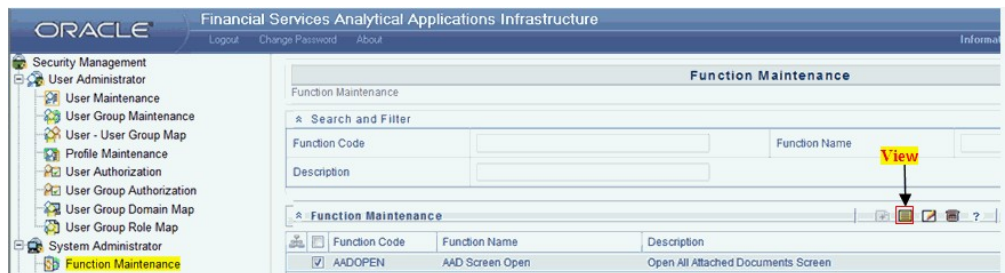 ORACLE
Financial Services Analytical Applications Infrastructure
Logout Change Password About
Security Management
User Administrator
User Maintenance
User Group Maintenance
User - User Group Map
Profile Maintenance
User Authorization
User Group Authorization
User Group Domain Map
User Group Role Map
System Administrator
Function Maintenance
Function Maintenance
Function Maintenance
Search and Filter
Function Code Function Name
Description
View
Function Maintenance ?
Function Code Function Name Description
AADOPEN AAD Screen Open Open All Attached Documents Screen